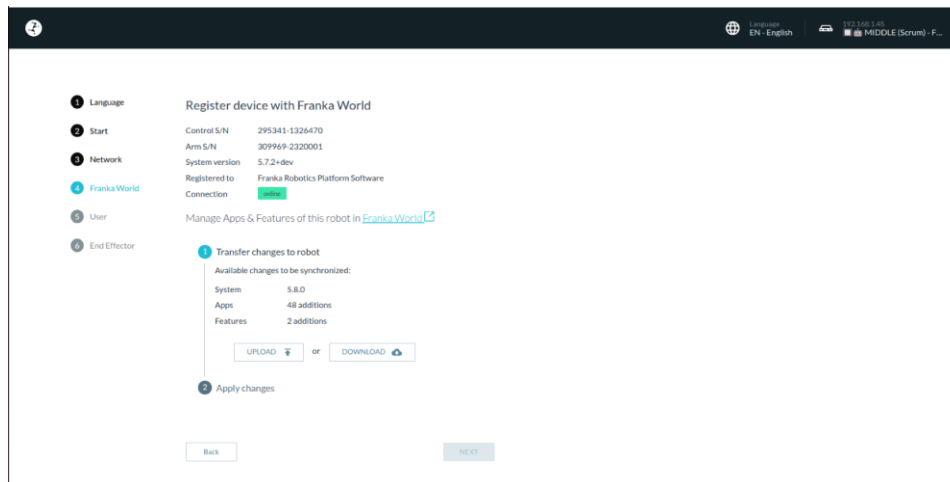 Language
EN - English
192.168.1.45
MIDDLE (Scrum) - F...
1 Language
2 Start
3 Network
4 Franka World
5 User
6 End Effector
Register device with Franka World
Control S/N 295341-1326470
Arm S/N 309969-2320001
System version 5.7.2+dev
Registered to Franka Robotics Platform Software
Connection online
Manage Apps & Features of this robot in Franka World
1 Transfer changes to robot
Available changes to be synchronized:
System 5.8.0
Apps 48 additions
Features 2 additions
UPLOAD or DOWNLOAD
2 Apply changes
Back NEXT